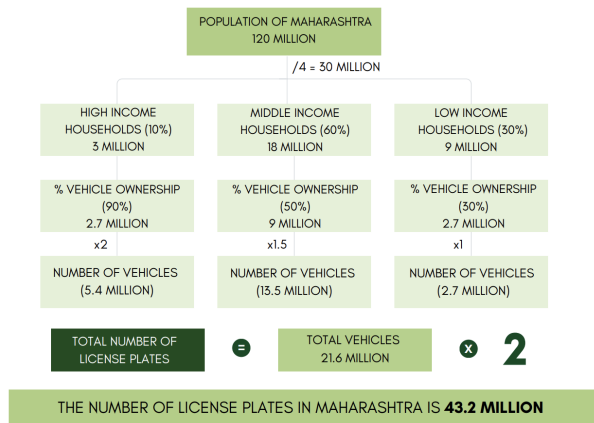 POPULATION OF MAHARASHTRA
120 MILLION
/4 = 30 MILLION
HIGH INCOME
HOUSEHOLDS (10%)
3 MILLION
MIDDLE INCOME
HOUSEHOLDS (60%)
18 MILLION
LOW INCOME
HOUSEHOLDS (30%)
9 MILLION
% VEHICLE OWNERSHIP
(90%)
2.7 MILLION
% VEHICLE OWNERSHIP
(50%)
9 MILLION
% VEHICLE OWNERSHIP
(30%)
2.7 MILLION
x2
x1.5
x1
NUMBER OF VEHICLES
(5.4 MILLION)
NUMBER OF VEHICLES
(13.5 MILLION)
NUMBER OF VEHICLES
(2.7 MILLION)
TOTAL NUMBER OF
LICENSE PLATES
=
TOTAL VEHICLES
21.6 MILLION
x
2
THE NUMBER OF LICENSE PLATES IN MAHARASHTRA IS 43.2 MILLION